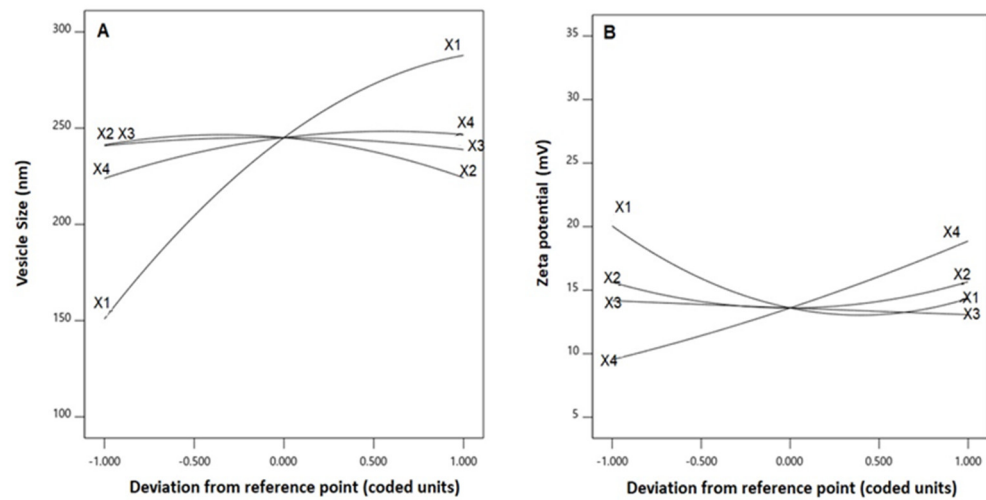 A
Vesicle Size (nm)
300
250
200
150
100
X1
X2 X3
X4
X4
X3
X2
X1
-1.000
-0.500
0.000
0.500
1.000
Deviation from reference point (coded units)
B
Zeta potential (mV)
35
30
25
20
15
10
5
X1
X4
X2
X2
X1
X3
X3
X4
-1.000
-0.500
0.000
0.500
1.000
Deviation from reference point (coded units)